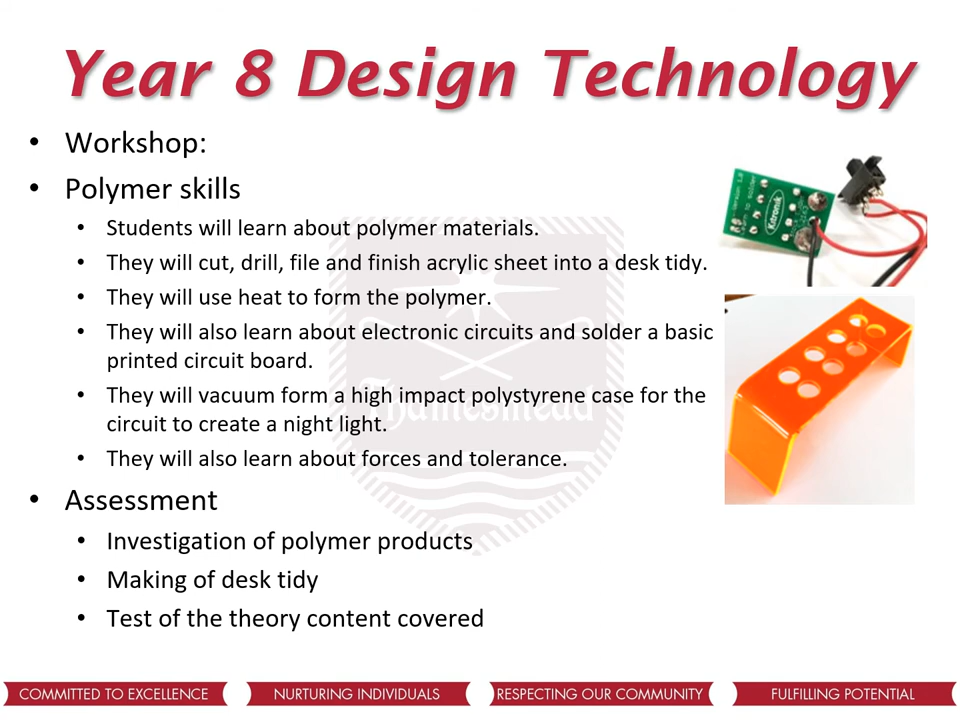 Year 8 Design Technology
• Workshop:
• Polymer skills
• Students will learn about polymer materials.
• They will cut, drill, file and finish acrylic sheet into a desk tidy.
• They will use heat to form the polymer.
• They will also learn about electronic circuits and solder a basic
printed circuit board.
• They will vacuum form a high impact polystyrene case for the
circuit to create a night light.
• They will also learn about forces and tolerance.
• Assessment
• Investigation of polymer products
• Making of desk tidy
• Test of the theory content covered
Kitronik
Thamesmead
COMMITTED TO EXCELLENCE
NURTURING INDIVIDUALS
RESPECTING OUR COMMUNITY
FULFILLING POTENTIAL